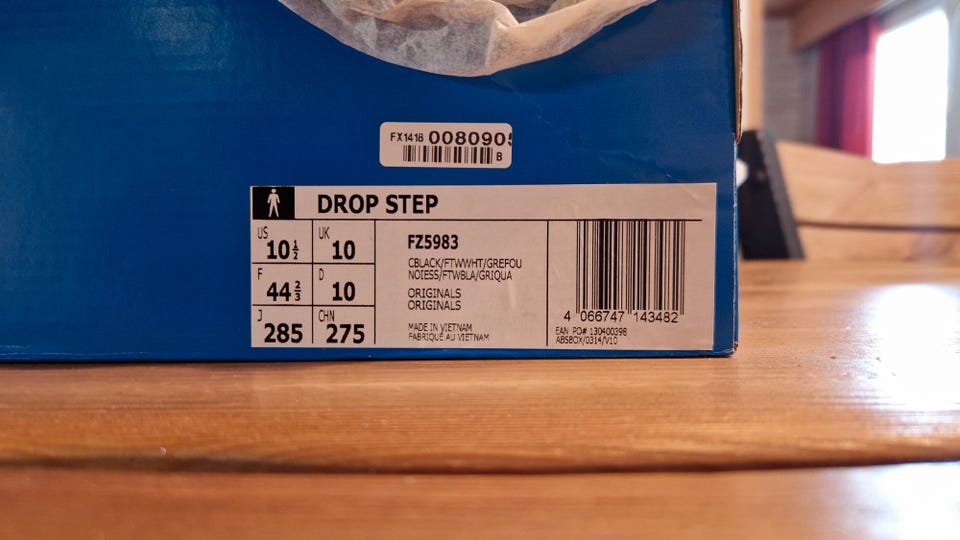 FX1418 008090
B
DROP STEP
US 10½ UK 10
F 44⅔ D 10
J 285 CHN 275
FZ5983
CBLACK/FTWWHT/GREFOU
NOIESS/FTWBLA/GRIQUA
ORIGINALS
ORIGINALS
MADE IN VIETNAM
FABRIQUÉ AU VIETNAM
4 066747 143482
EAN PO# 130400398
ABSBOX/0314/V10